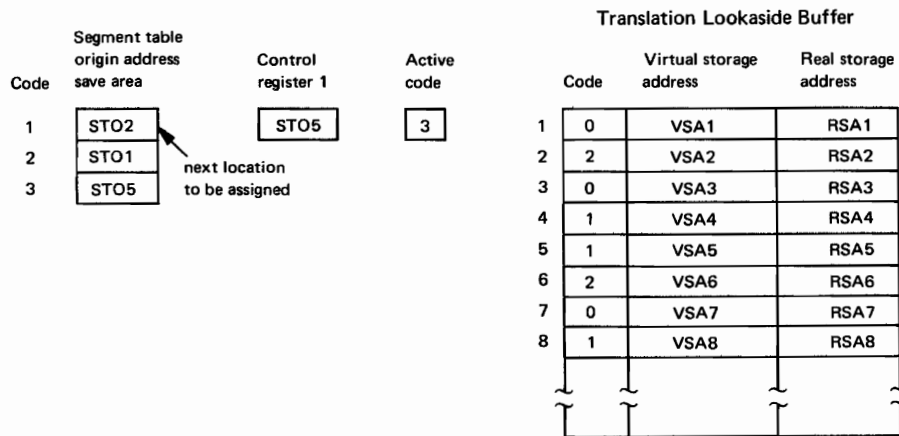 Translation Lookaside Buffer
Segment table
origin address
save area
Control
register 1
Active
code
Code
Virtual storage
address
Real storage
address
Code
1 STO2 STO5 3
2 STO1
3 STO5
next location
to be assigned
1 0 VSA1 RSA1
2 2 VSA2 RSA2
3 0 VSA3 RSA3
4 1 VSA4 RSA4
5 1 VSA5 RSA5
6 2 VSA6 RSA6
7 0 VSA7 RSA7
8 1 VSA8 RSA8